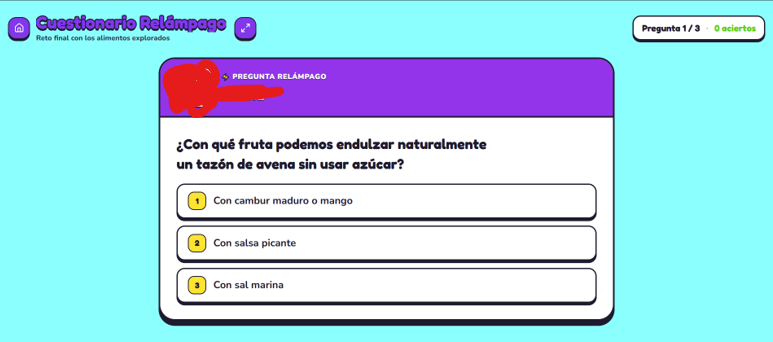 Cuestionario Relámpago
Reto final con los alimentos explorados
Pregunta 1 / 3 · 0 aciertos
PREGUNTA RELÁMPAGO
¿Con qué fruta podemos endulzar naturalmente
un tazón de avena sin usar azúcar?
1 Con cambur maduro o mango
2 Con salsa picante
3 Con sal marina